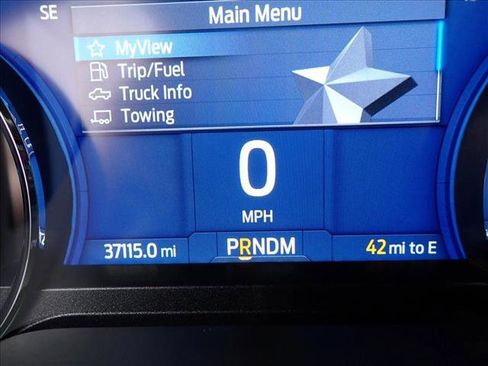 SE
Main Menu
MyView
Trip/Fuel
Truck Info
Towing
0
MPH
37115.0 mi
PRNDM
42 mi to E